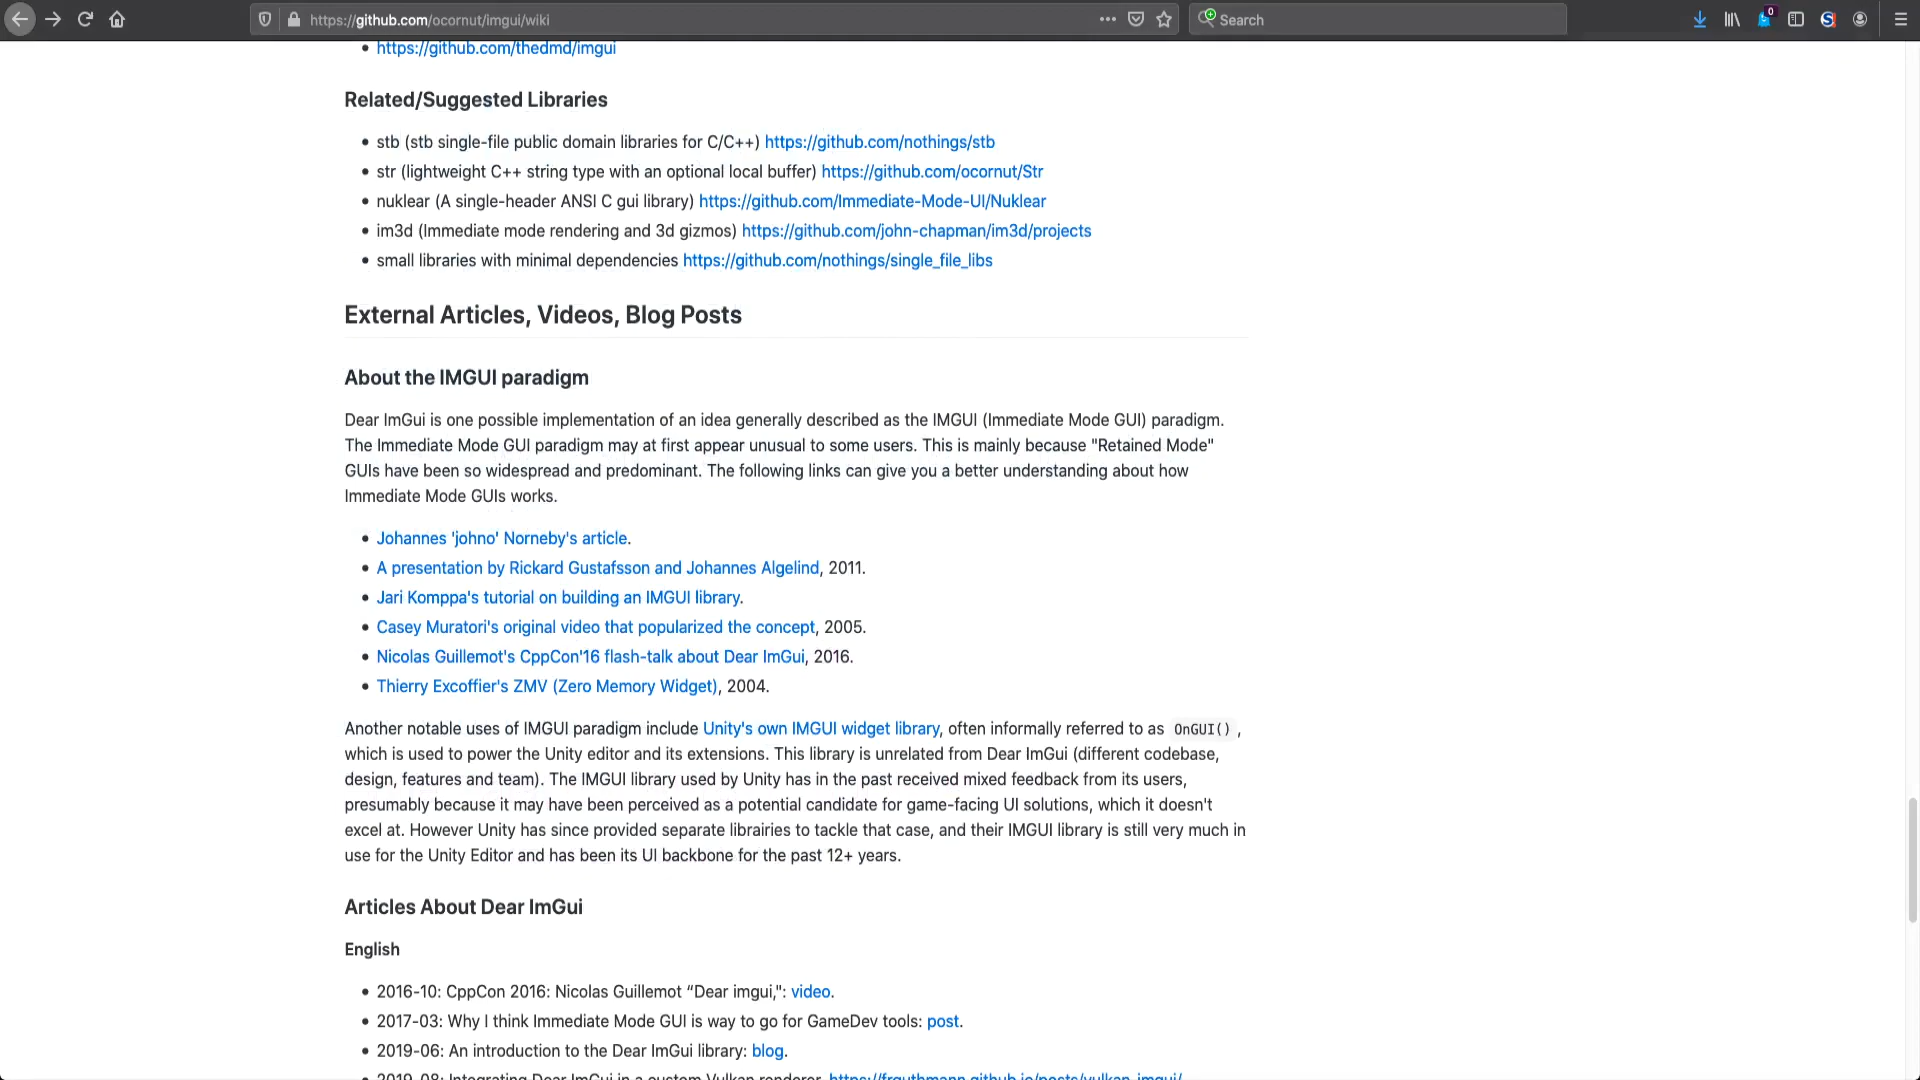 https://github.com/ocornut/imgui/wiki
Search
0
https://github.com/thedmd/imgui
Related/Suggested Libraries
stb (stb single-file public domain libraries for C/C++) https://github.com/nothings/stb
str (lightweight C++ string type with an optional local buffer) https://github.com/ocornut/Str
nuklear (A single-header ANSI C gui library) https://github.com/Immediate-Mode-UI/Nuklear
im3d (Immediate mode rendering and 3d gizmos) https://github.com/john-chapman/im3d/projects
small libraries with minimal dependencies https://github.com/nothings/single_file_libs
External Articles, Videos, Blog Posts
About the IMGUI paradigm
Dear ImGui is one possible implementation of an idea generally described as the IMGUI (Immediate Mode GUI) paradigm.
The Immediate Mode GUI paradigm may at first appear unusual to some users. This is mainly because "Retained Mode"
GUIs have been so widespread and predominant. The following links can give you a better understanding about how
Immediate Mode GUIs works.
Johannes 'johno' Norneby's article.
A presentation by Rickard Gustafsson and Johannes Algelind, 2011.
Jari Komppa's tutorial on building an IMGUI library.
Casey Muratori's original video that popularized the concept, 2005.
Nicolas Guillemot's CppCon'16 flash-talk about Dear ImGui, 2016.
Thierry Excoffier's ZMV (Zero Memory Widget), 2004.
Another notable uses of IMGUI paradigm include Unity's own IMGUI widget library, often informally referred to as OnGUI() ,
which is used to power the Unity editor and its extensions. This library is unrelated from Dear ImGui (different codebase,
design, features and team). The IMGUI library used by Unity has in the past received mixed feedback from its users,
presumably because it may have been perceived as a potential candidate for game-facing UI solutions, which it doesn't
excel at. However Unity has since provided separate librairies to tackle that case, and their IMGUI library is still very much in
use for the Unity Editor and has been its UI backbone for the past 12+ years.
Articles About Dear ImGui
English
2016-10: CppCon 2016: Nicolas Guillemot “Dear imgui,": video.
2017-03: Why I think Immediate Mode GUI is way to go for GameDev tools: post.
2019-06: An introduction to the Dear ImGui library: blog.
2019-08: Integrating Dear ImGui in a custom Vulkan renderer. https://frguthmann.github.io/posts/vulkan_imgui/